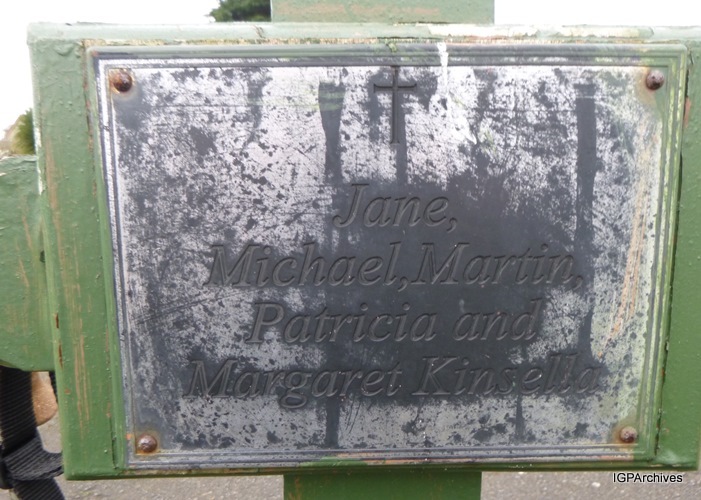 Jane,
Michael, Martin,
Patricia and
Margaret Kinsella
IGPArchives